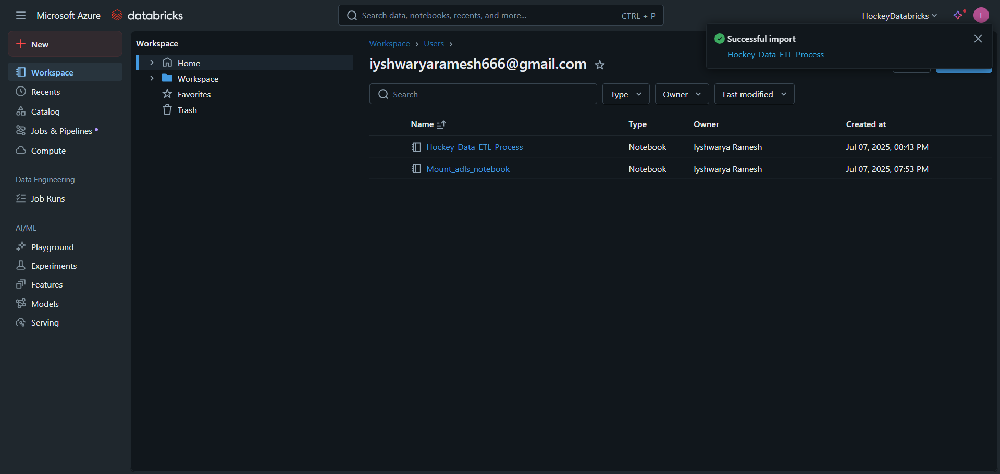 Microsoft Azure databricks
Search data, notebooks, recents, and more... CTRL + P
HockeyDatabricks I
New
Workspace
Recents
Catalog
Jobs & Pipelines
Compute
Data Engineering
Job Runs
AI/ML
Playground
Experiments
Features
Models
Serving
Workspace
Home
Workspace
Favorites
Trash
Workspace > Users >
iyshwaryaramesh666@gmail.com
Successful import
Hockey_Data_ETL_Process
Search Type Owner Last modified
Name Type Owner Created at
Hockey_Data_ETL_Process Notebook Iyshwarya Ramesh Jul 07, 2025, 08:43 PM
Mount_adls_notebook Notebook Iyshwarya Ramesh Jul 07, 2025, 07:53 PM